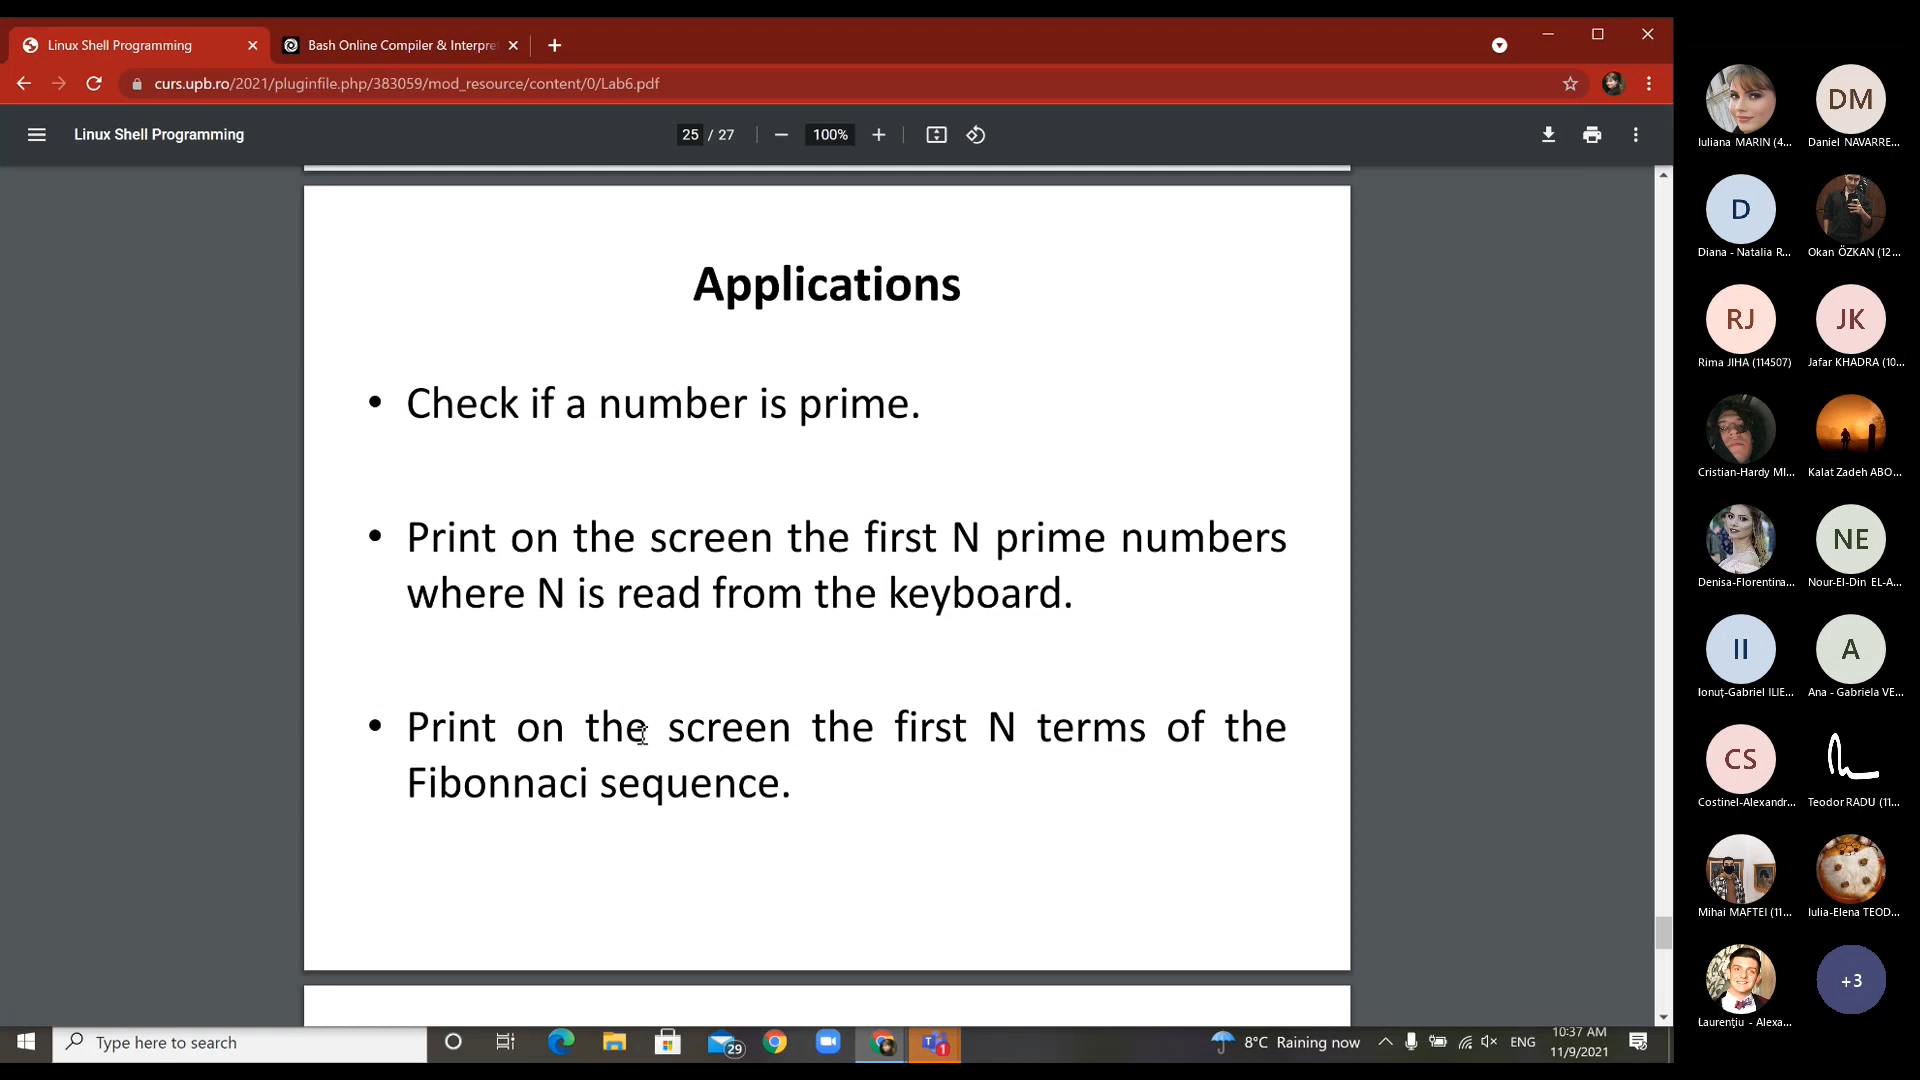 Linux Shell Programming
Bash Online Compiler & Interpre
curs.upb.ro/2021/pluginfile.php/383059/mod_resource/content/0/Lab6.pdf
Linux Shell Programming
25 / 27
100%
Applications
• Check if a number is prime.
• Print on the screen the first N prime numbers
where N is read from the keyboard.
• Print on the screen the first N terms of the
Fibonnaci sequence.
Iuliana MARIN (4...
DM
Daniel NAVARRE...
D
Diana - Natalia R...
Okan ÖZKAN (12...
RJ
Rima JIHA (114507)
JK
Jafar KHADRA (10...
Cristian-Hardy MI...
Kalat Zadeh ABO...
Denisa-Florentina...
NE
Nour-El-Din EL-A...
II
Ionuț-Gabriel ILIE...
A
Ana - Gabriela VE...
CS
Costinel-Alexandr...
Teodor RADU (11...
Mihai MAFTEI (11...
Iulia-Elena TEOD...
Laurențiu - Alexa...
+3
Type here to search
29
1
8°C Raining now
ENG
10:37 AM
11/9/2021